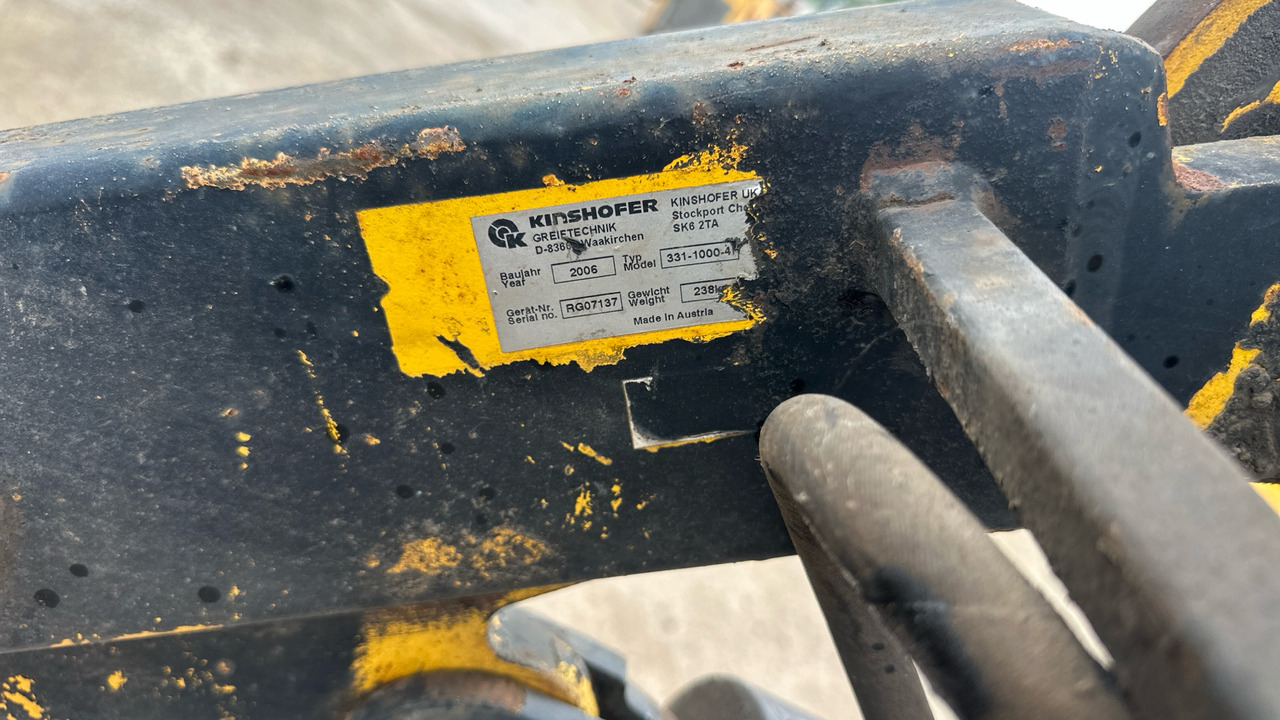 KINSHOFER
GREIFTECHNIK
Waakirchen
KINSHOFER UK
Stockport
SK6 2TA
Baujahr
Year
2006
Typ
Model
331-1000-4
Gerät-Nr.
Serial no.
RG07137
Gewicht
Weight
238
Made in Austria